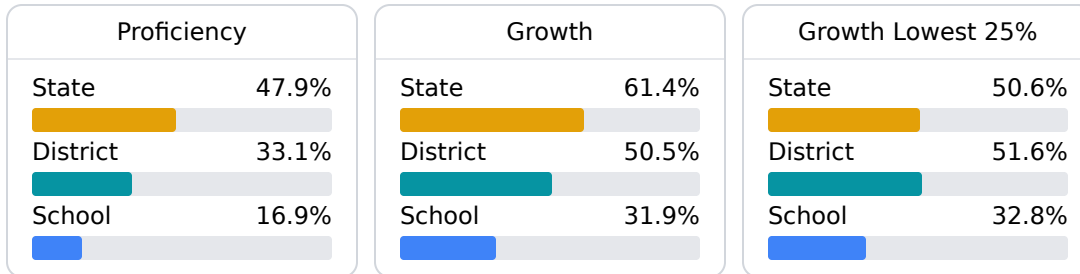 Proficiency
State 47.9%
District 33.1%
School 16.9%
Growth
State 61.4%
District 50.5%
School 31.9%
Growth Lowest 25%
State 50.6%
District 51.6%
School 32.8%